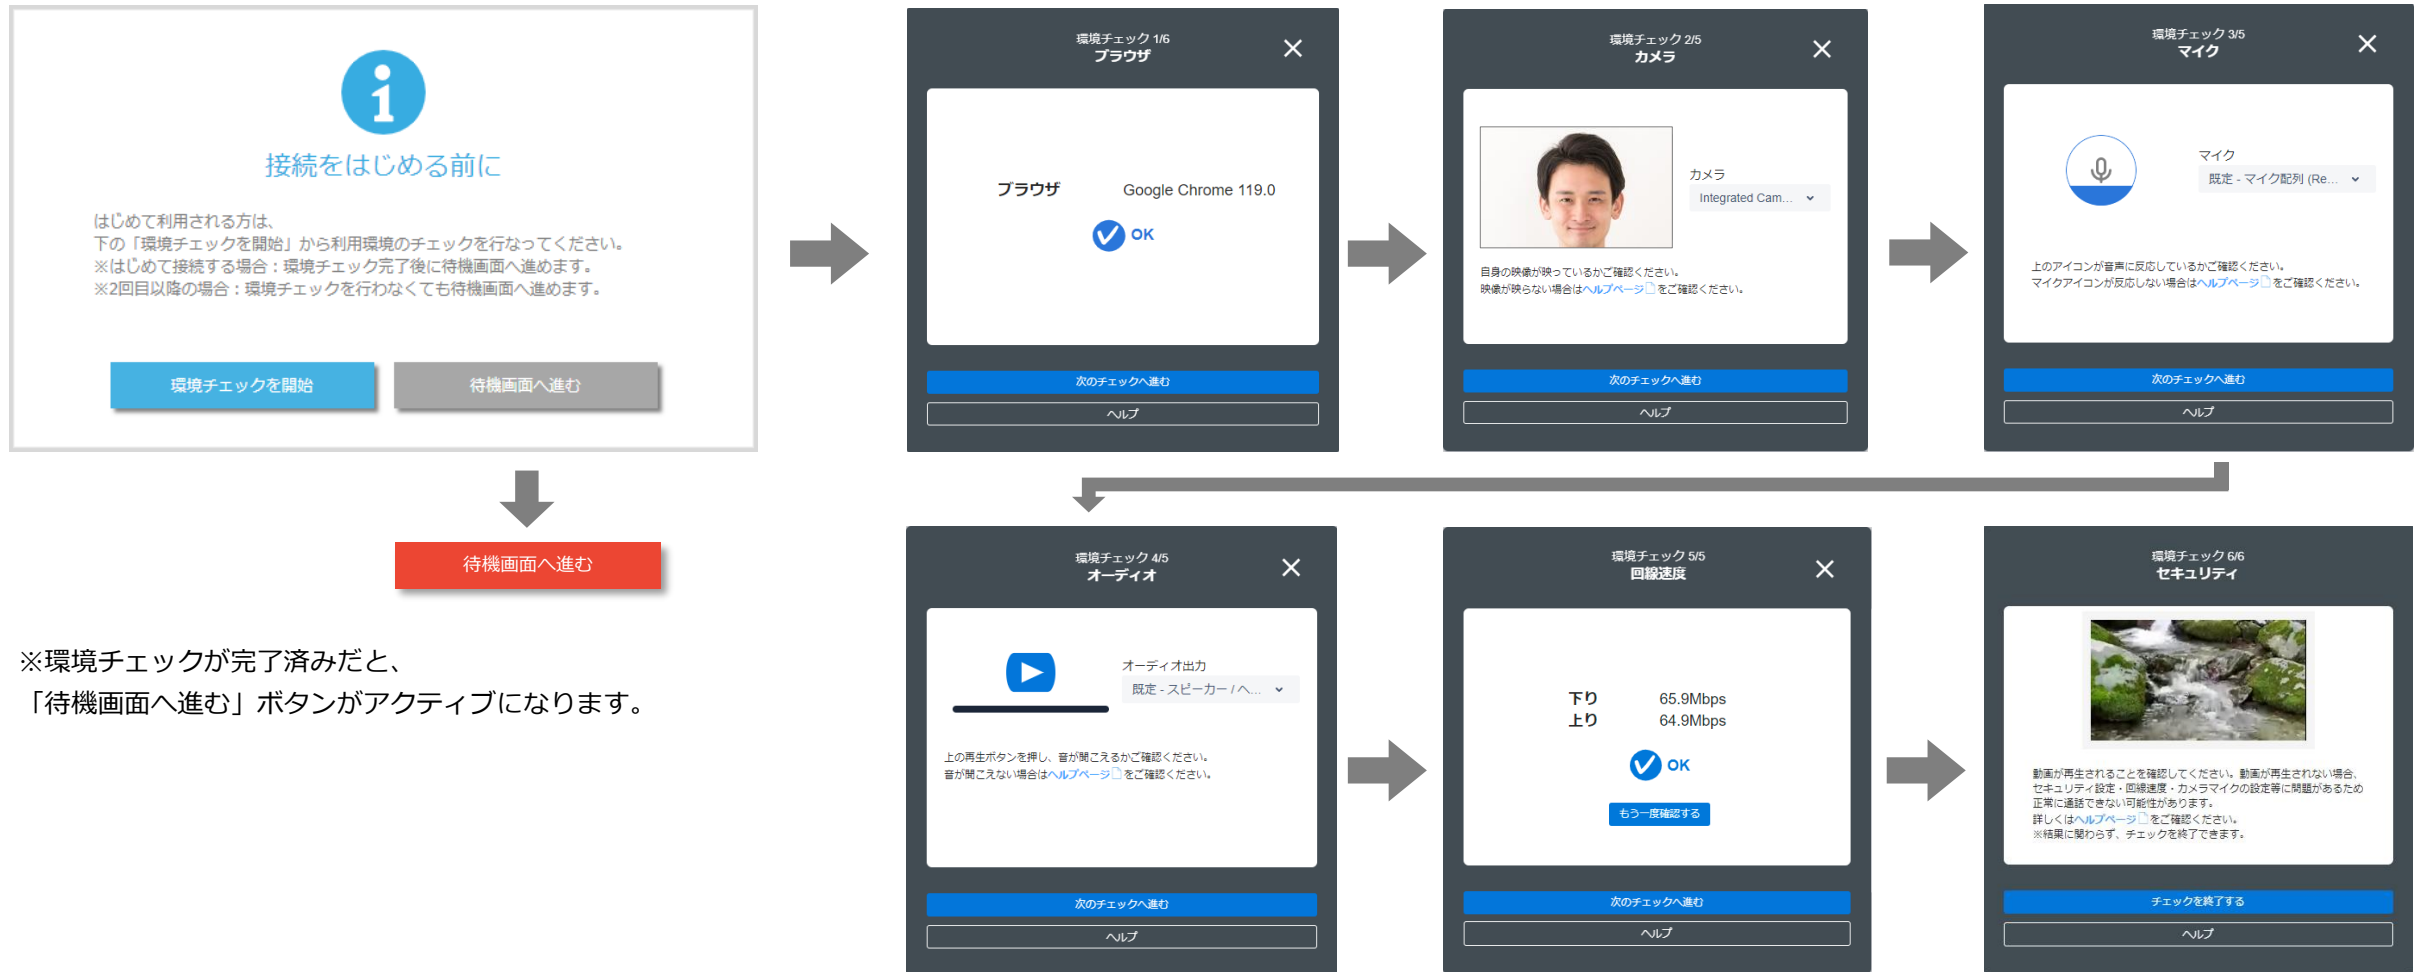 接続をはじめる前に
はじめて利用される方は、
下の「環境チェックを開始」から利用環境のチェックを行なってください。
※はじめて接続する場合：環境チェック完了後に待機画面へ進めます。
※2回目以降の場合：環境チェックを行わなくても待機画面へ進めます。
環境チェックを開始
待機画面へ進む
待機画面へ進む
※環境チェックが完了済みだと、
「待機画面へ進む」ボタンがアクティブになります。
環境チェック 1/6
ブラウザ
ブラウザ Google Chrome 119.0
OK
次のチェックへ進む
ヘルプ
環境チェック 2/5
カメラ
カメラ
Integrated Cam...
自身の映像が映っているかご確認ください。
映像が映らない場合はヘルプページをご確認ください。
次のチェックへ進む
ヘルプ
環境チェック 3/5
マイク
マイク
既定 - マイク配列 (Re...
上のアイコンが音声に反応しているかご確認ください。
マイクアイコンが反応しない場合はヘルプページをご確認ください。
次のチェックへ進む
ヘルプ
環境チェック 4/5
オーディオ
オーディオ出力
既定 - スピーカー / ヘ...
上の再生ボタンを押し、音が聞こえるかご確認ください。
音が聞こえない場合はヘルプページをご確認ください。
次のチェックへ進む
ヘルプ
環境チェック 5/5
回線速度
下り 65.9Mbps
上り 64.9Mbps
OK
もう一度確認する
次のチェックへ進む
ヘルプ
環境チェック 6/6
セキュリティ
動画が再生されることを確認してください。動画が再生されない場合、
セキュリティ設定・回線速度・カメラマイクの設定等に問題があるため
正常に通話できない可能性があります。
詳しくはヘルプページをご確認ください。
※結果に関わらず、チェックを終了できます。
チェックを終了する
ヘルプ